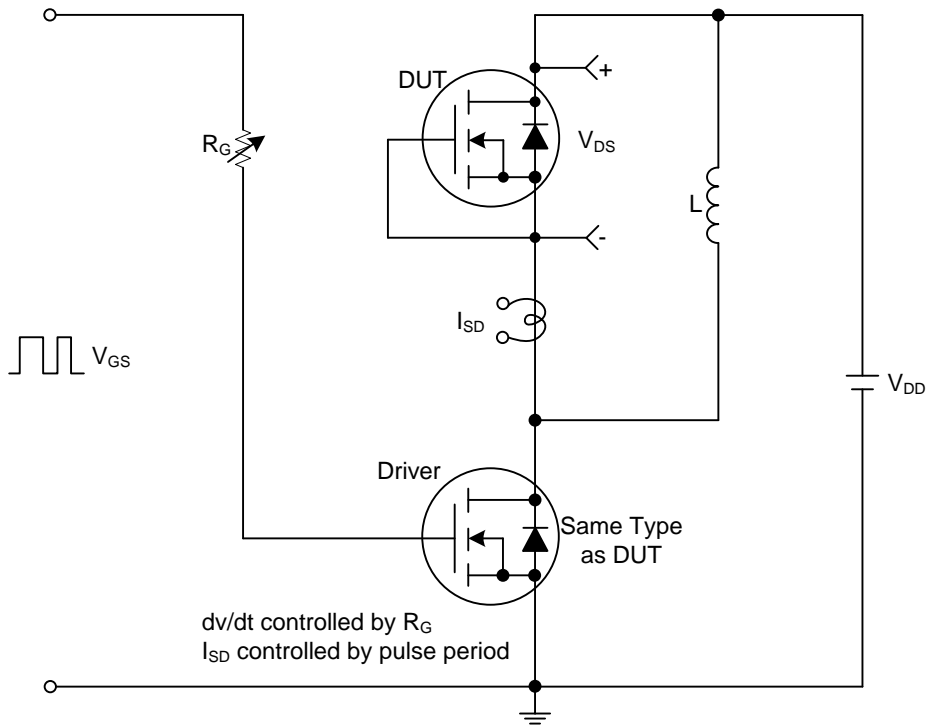 DUT
+
R_G
V_DS
L
-
I_SD
V_GS
V_DD
Driver
Same Type
as DUT
dv/dt controlled by R_G
I_SD controlled by pulse period